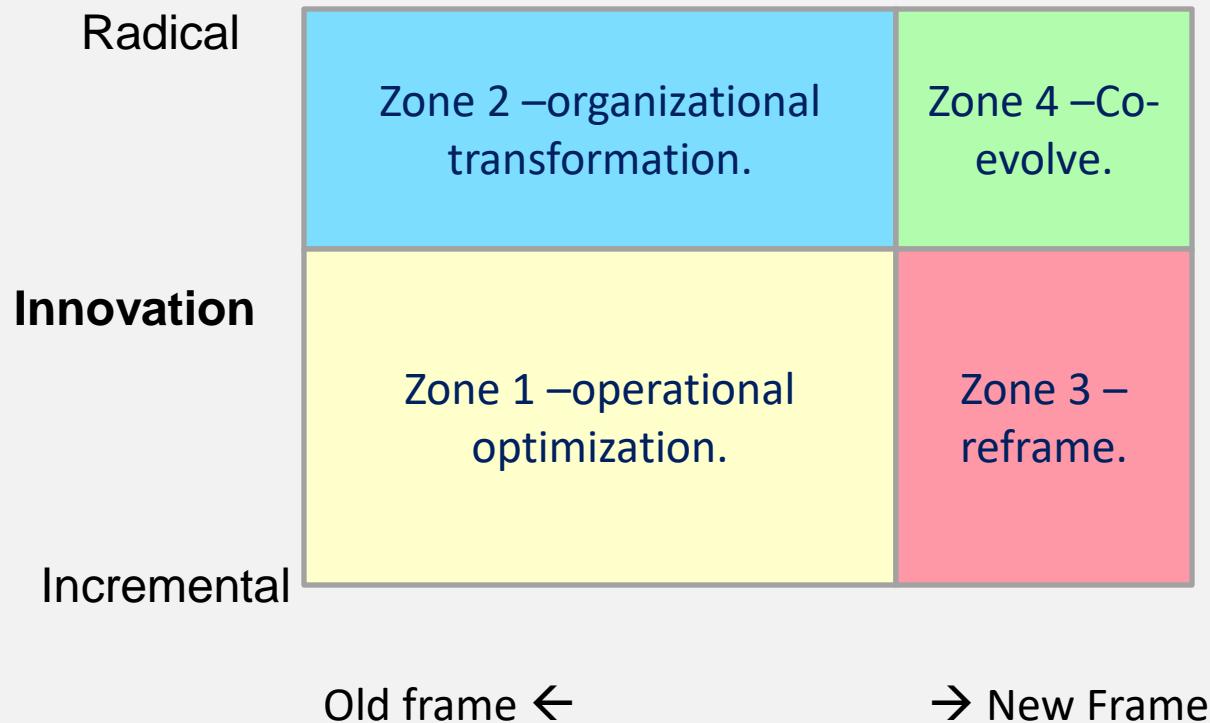 Radical
Zone 2 –organizational
transformation.
Zone 4 –Co-
evolve.
Innovation
Zone 1 –operational
optimization.
Zone 3 –
reframe.
Incremental
Old frame ←
→ New Frame